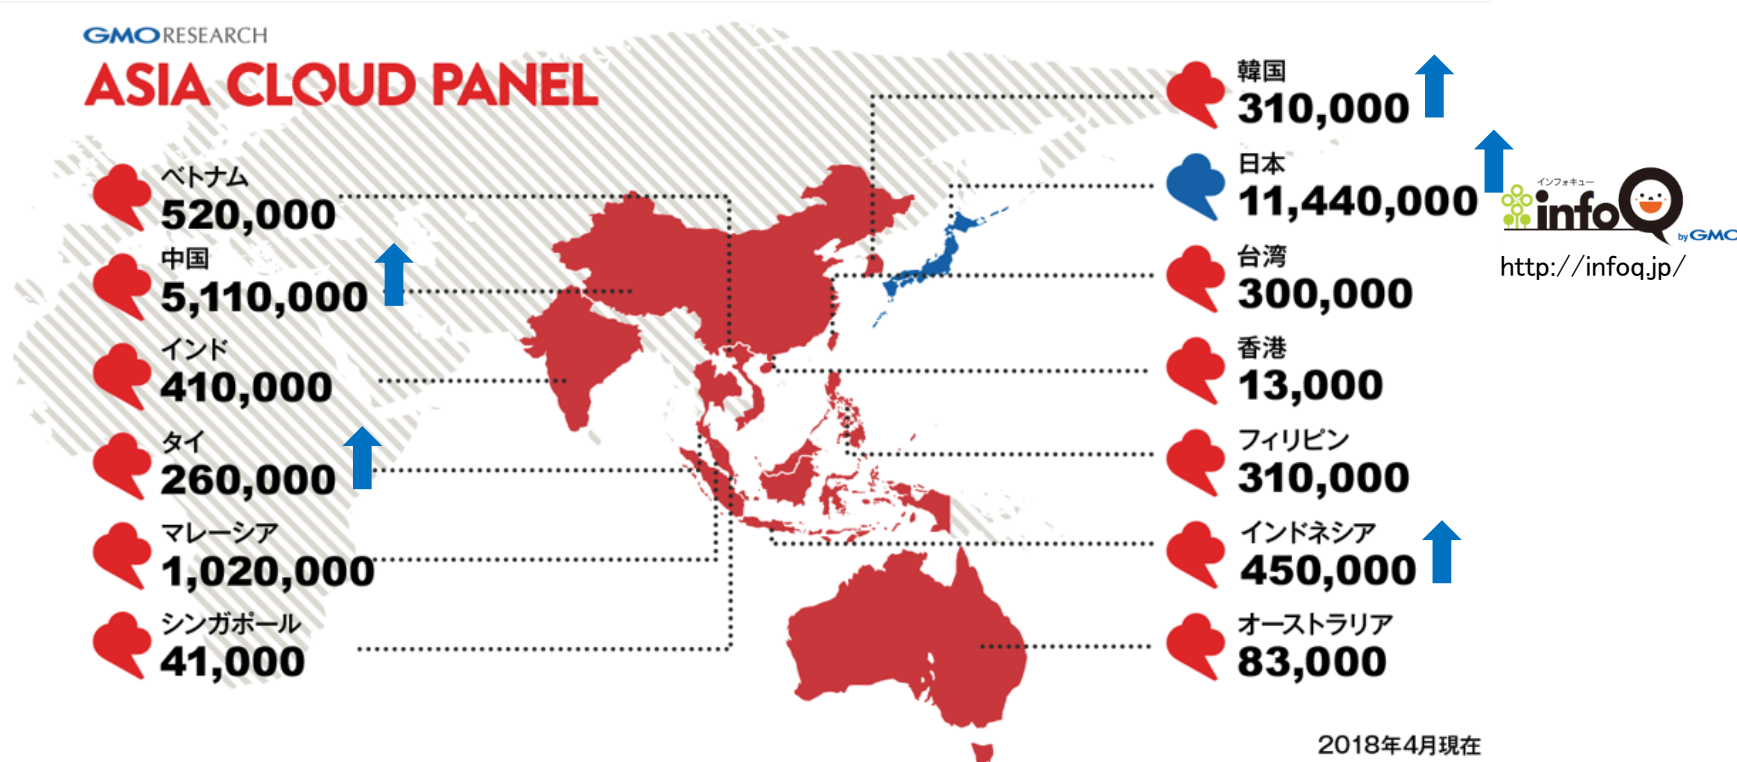 GMO RESEARCH
ASIA CLOUD PANEL
ベトナム
520,000
中国
5,110,000
インド
410,000
タイ
260,000
マレーシア
1,020,000
シンガポール
41,000
韓国
310,000
日本
11,440,000
インフォキュー
infoQ
by GMO
http://infoq.jp/
台湾
300,000
香港
13,000
フィリピン
310,000
インドネシア
450,000
オーストラリア
83,000
2018年4月現在